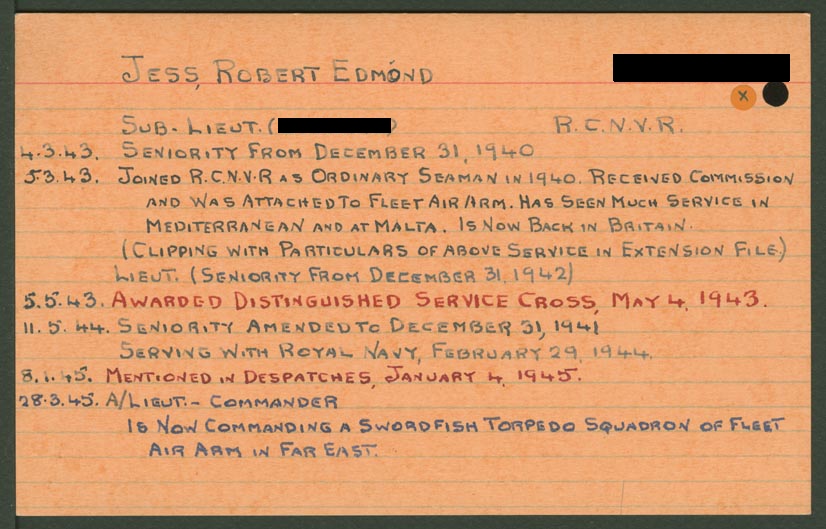 JESS, ROBERT EDMOND
SUB-LIEUT. ( ) R.C.N.V.R.
4.3.43. SENIORITY FROM DECEMBER 31, 1940
5.3.43. JOINED R.C.N.V.R AS ORDINARY SEAMAN IN 1940. RECEIVED COMMISSION
AND WAS ATTACHED TO FLEET AIR ARM. HAS SEEN MUCH SERVICE IN
MEDITERRANEAN AND AT MALTA. IS NOW BACK IN BRITAIN.
(CLIPPING WITH PARTICULARS OF ABOVE SERVICE IN EXTENSION FILE.)
LIEUT. (SENIORITY FROM DECEMBER 31, 1942)
5.5.43. AWARDED DISTINGUISHED SERVICE CROSS, MAY 4, 1943.
11.5.44. SENIORITY AMENDED TO DECEMBER 31, 1941
SERVING WITH ROYAL NAVY, FEBRUARY 29, 1944.
8.1.45. MENTIONED IN DESPATCHES, JANUARY 4, 1945.
28.3.45. A/LIEUT.- COMMANDER
IS NOW COMMANDING A SWORDFISH TORPEDO SQUADRON OF FLEET
AIR ARM IN FAR EAST.